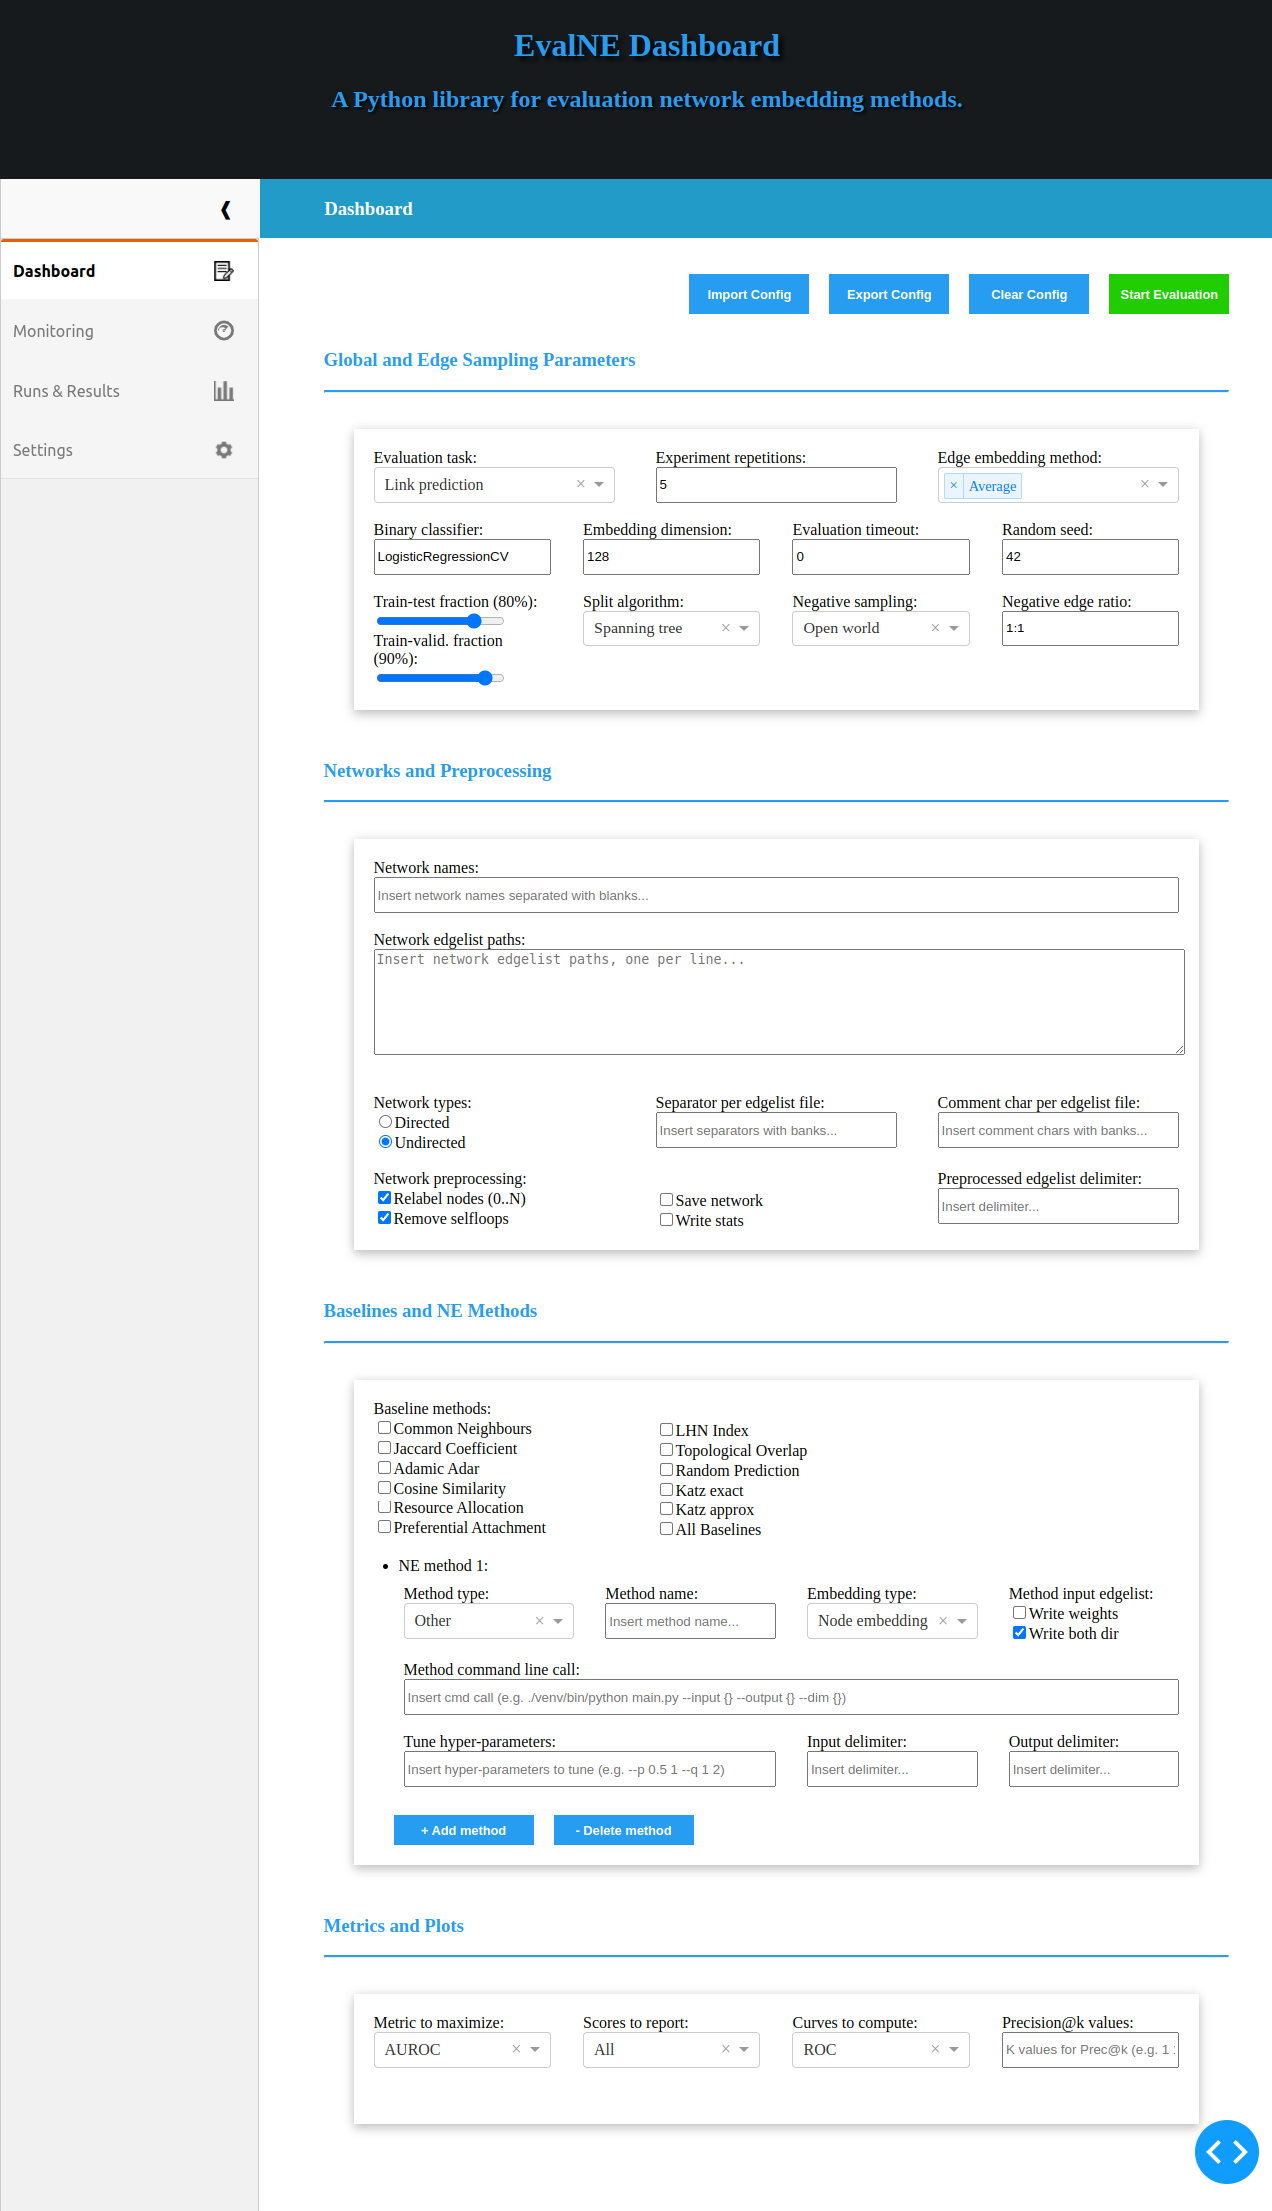 EvalNE Dashboard
A Python library for evaluation network embedding methods.
Dashboard
Dashboard
Monitoring
Runs & Results
Settings
Import Config Export Config Clear Config Start Evaluation
Global and Edge Sampling Parameters
Evaluation task: Experiment repetitions: Edge embedding method:
Link prediction × 5 × Average ×
Binary classifier: Embedding dimension: Evaluation timeout: Random seed:
LogisticRegressionCV 128 0 42
Train-test fraction (80%): Split algorithm: Negative sampling: Negative edge ratio:
Spanning tree × Open world × 1:1
Train-valid. fraction
(90%):
Networks and Preprocessing
Network names:
Insert network names separated with blanks...
Network edgelist paths:
Insert network edgelist paths, one per line...
Network types: Separator per edgelist file: Comment char per edgelist file:
Directed
Undirected Insert separators with banks... Insert comment chars with banks...
Network preprocessing: Preprocessed edgelist delimiter:
Relabel nodes (0..N) Save network Insert delimiter...
Remove selfloops Write stats
Baselines and NE Methods
Baseline methods:
Common Neighbours LHN Index
Jaccard Coefficient Topological Overlap
Adamic Adar Random Prediction
Cosine Similarity Katz exact
Resource Allocation Katz approx
Preferential Attachment All Baselines
• NE method 1:
Method type: Method name: Embedding type: Method input edgelist:
Other × Insert method name... Node embedding × Write weights
Write both dir
Method command line call:
Insert cmd call (e.g. ./venv/bin/python main.py --input {} --output {} --dim {})
Tune hyper-parameters: Input delimiter: Output delimiter:
Insert hyper-parameters to tune (e.g. --p 0.5 1 --q 1 2) Insert delimiter... Insert delimiter...
+ Add method - Delete method
Metrics and Plots
Metric to maximize: Scores to report: Curves to compute: Precision@k values:
AUROC × All × ROC × K values for Prec@k (e.g. 1